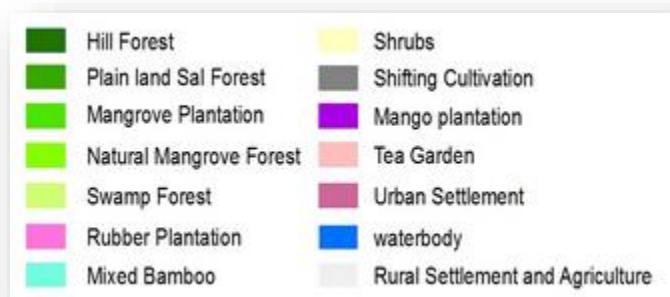 Hill Forest
Plain land Sal Forest
Mangrove Plantation
Natural Mangrove Forest
Swamp Forest
Rubber Plantation
Mixed Bamboo
Shrubs
Shifting Cultivation
Mango plantation
Tea Garden
Urban Settlement
waterbody
Rural Settlement and Agriculture